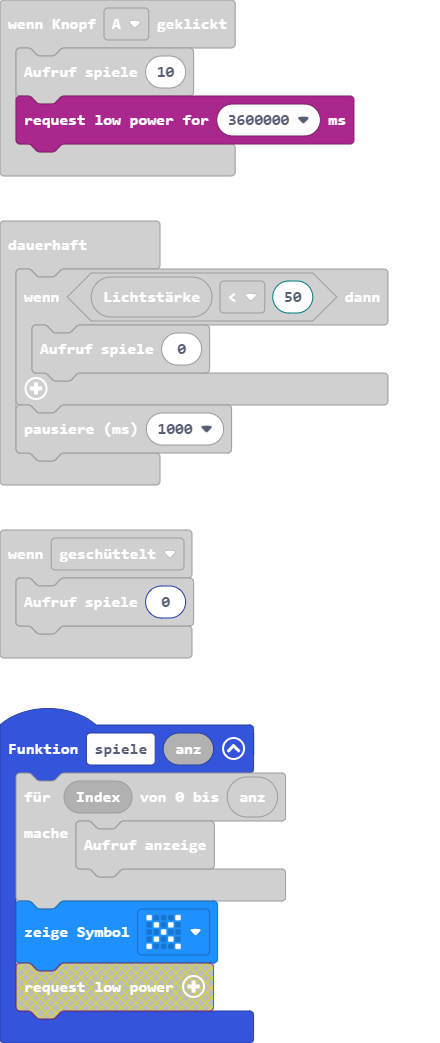 wenn Knopf A geklickt
Aufruf spiele 10
request low power for 3600000 ms
dauerhaft
wenn Lichtstärke < 50 dann
Aufruf spiele 0
pausiere (ms) 1000
wenn geschüttelt
Aufruf spiele 0
Funktion spiele anz
für Index von 0 bis anz
mache
Aufruf anzeige
zeige Symbol
request low power